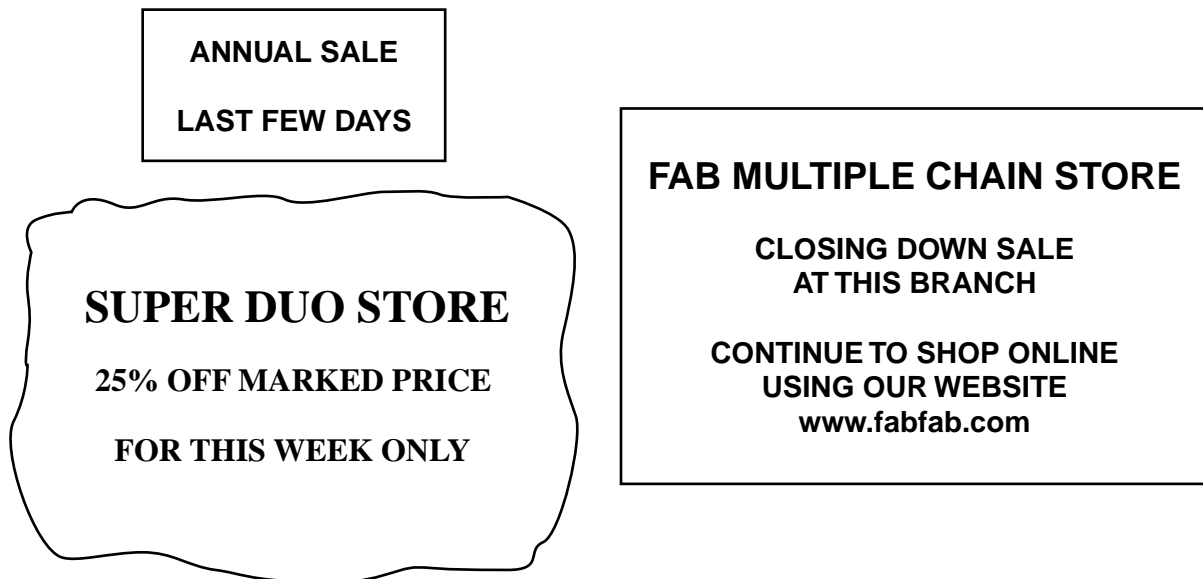 ANNUAL SALE
LAST FEW DAYS
SUPER DUO STORE
25% OFF MARKED PRICE
FOR THIS WEEK ONLY
FAB MULTIPLE CHAIN STORE
CLOSING DOWN SALE
AT THIS BRANCH
CONTINUE TO SHOP ONLINE
USING OUR WEBSITE
www.fabfab.com